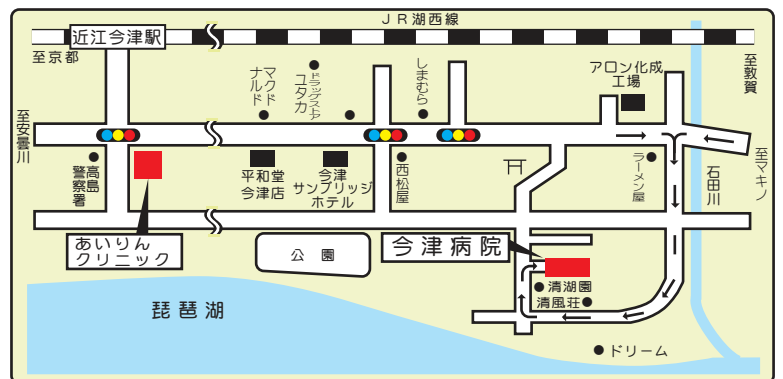 JR湖西線
近江今津駅
至京都
至敦賀
マクド
ナルド
ドラッグストア
ユタカ
しまむら
アロン化成
工場
至安曇川
至マキノ
高島
警察署
平和堂
今津店
今津
サンブリッジ
ホテル
西松屋
ラーメン屋
石田川
あいりん
クリニック
公園
今津病院
清湖園
清風荘
琵琶湖
ドリーム